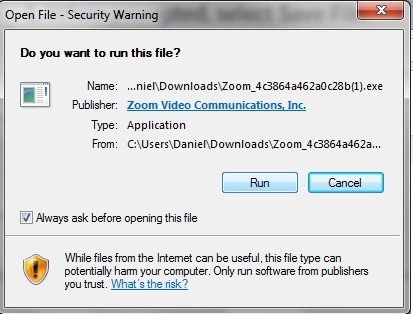 Open File - Security Warning
select Save File
Do you want to run this file?
Name: ...niel\Downloads\Zoom_4c3864a462a0c28b(1).exe
Publisher: Zoom Video Communications, Inc.
Type: Application
From: C:\Users\Daniel\Downloads\Zoom_4c3864a462a...
Run Cancel
Always ask before opening this file
While files from the Internet can be useful, this file type can
potentially harm your computer. Only run software from publishers
you trust. What's the risk?